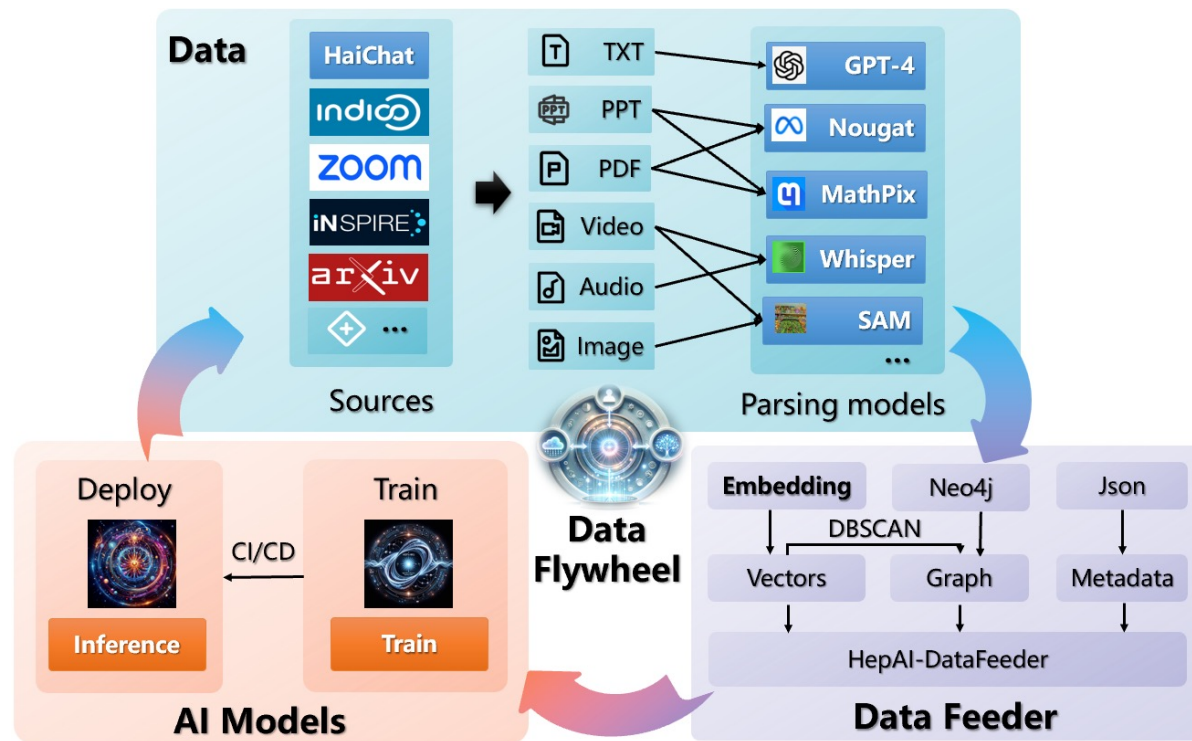 Data
HaiChat
indico
zoom
iNSPIRE
arXiv
...
Sources
TXT
PPT
PDF
Video
Audio
Image
GPT-4
Nougat
MathPix
Whisper
SAM
...
Parsing models
Deploy
Train
CI/CD
Inference
Train
AI Models
Data
Flywheel
Embedding
Neo4j
Json
DBSCAN
Vectors
Graph
Metadata
HepAI-DataFeeder
Data Feeder